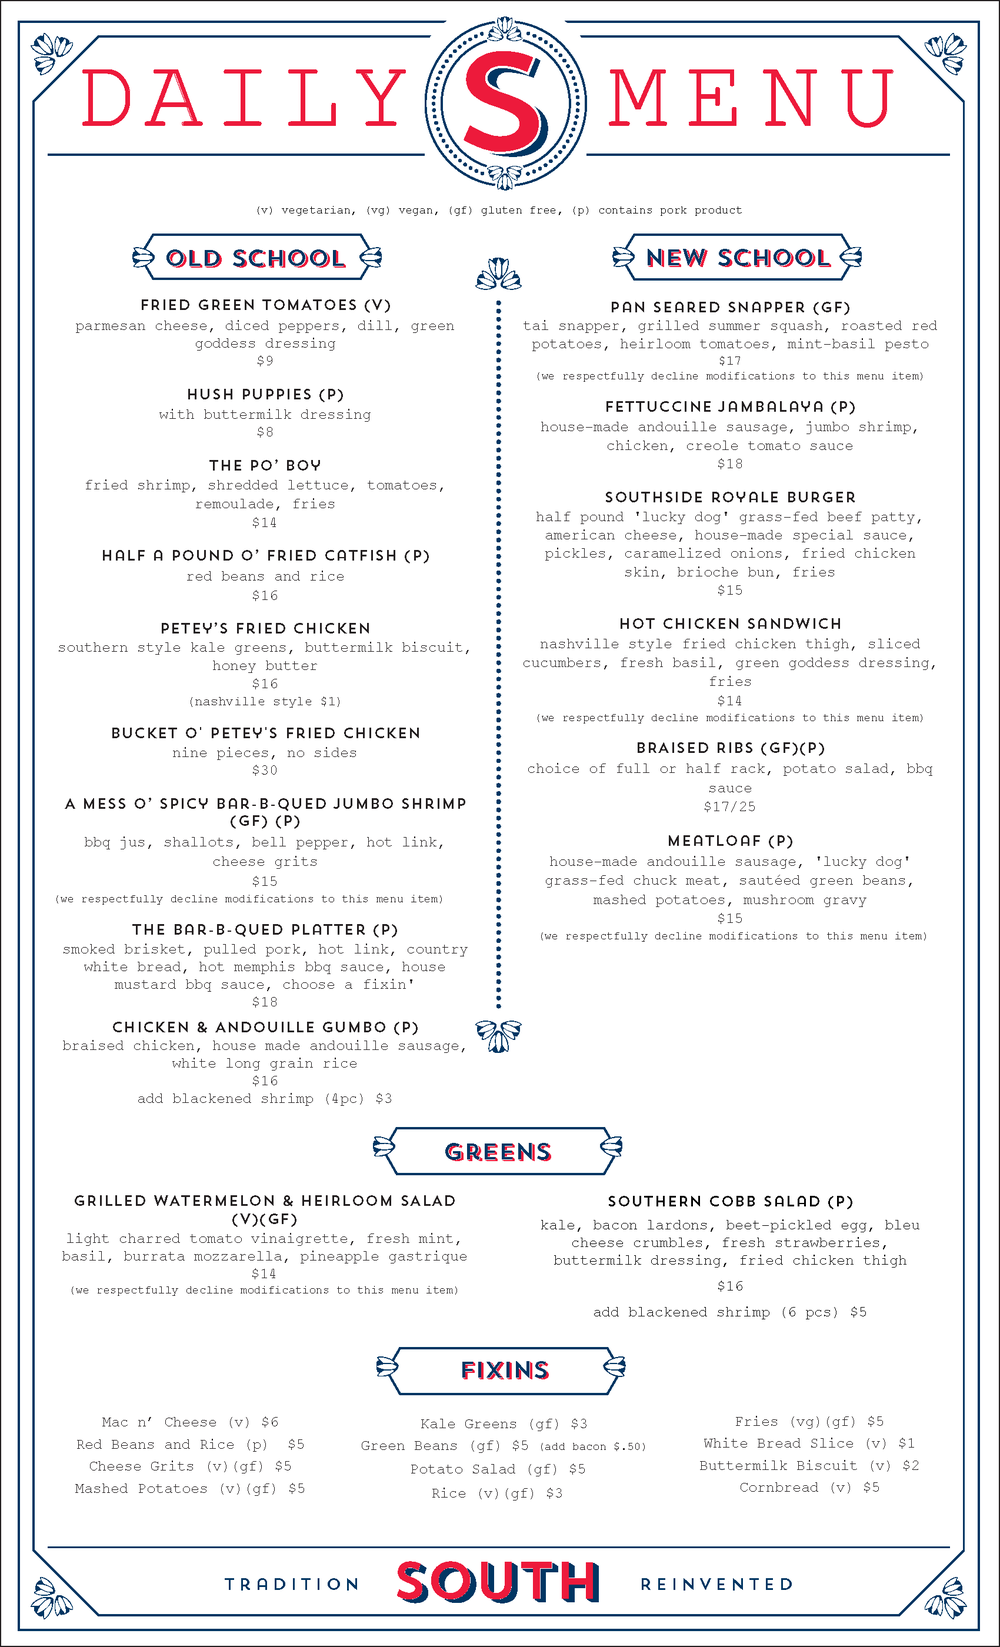 DAILY S MENU
(v) vegetarian, (vg) vegan, (gf) gluten free, (p) contains pork product
OLD SCHOOL
FRIED GREEN TOMATOES (V)
parmesan cheese, diced peppers, dill, green
goddess dressing
$9
HUSH PUPPIES (P)
with buttermilk dressing
$8
THE PO' BOY
fried shrimp, shredded lettuce, tomatoes,
remoulade, fries
$14
HALF A POUND O' FRIED CATFISH (P)
red beans and rice
$16
PETEY'S FRIED CHICKEN
southern style kale greens, buttermilk biscuit,
honey butter
$16
(nashville style $1)
BUCKET O' PETEY'S FRIED CHICKEN
nine pieces, no sides
$30
A MESS O' SPICY BAR-B-QUED JUMBO SHRIMP
(GF) (P)
bbq jus, shallots, bell pepper, hot link,
cheese grits
$15
(we respectfully decline modifications to this menu item)
THE BAR-B-QUED PLATTER (P)
smoked brisket, pulled pork, hot link, country
white bread, hot memphis bbq sauce, house
mustard bbq sauce, choose a fixin'
$18
CHICKEN & ANDOUILLE GUMBO (P)
braised chicken, house made andouille sausage,
white long grain rice
$16
add blackened shrimp (4pc) $3
NEW SCHOOL
PAN SEARED SNAPPER (GF)
tai snapper, grilled summer squash, roasted red
potatoes, heirloom tomatoes, mint-basil pesto
$17
(we respectfully decline modifications to this menu item)
FETTUCCINE JAMBALAYA (P)
house-made andouille sausage, jumbo shrimp,
chicken, creole tomato sauce
$18
SOUTHSIDE ROYALE BURGER
half pound 'lucky dog' grass-fed beef patty,
american cheese, house-made special sauce,
pickles, caramelized onions, fried chicken
skin, brioche bun, fries
$15
HOT CHICKEN SANDWICH
nashville style fried chicken thigh, sliced
cucumbers, fresh basil, green goddess dressing,
fries
$14
(we respectfully decline modifications to this menu item)
BRAISED RIBS (GF)(P)
choice of full or half rack, potato salad, bbq
sauce
$17/25
MEATLOAF (P)
house-made andouille sausage, 'lucky dog'
grass-fed chuck meat, sautéed green beans,
mashed potatoes, mushroom gravy
$15
(we respectfully decline modifications to this menu item)
GREENS
GRILLED WATERMELON & HEIRLOOM SALAD
(V)(GF)
light charred tomato vinaigrette, fresh mint,
basil, burrata mozzarella, pineapple gastrique
$14
(we respectfully decline modifications to this menu item)
SOUTHERN COBB SALAD (P)
kale, bacon lardons, beet-pickled egg, bleu
cheese crumbles, fresh strawberries,
buttermilk dressing, fried chicken thigh
$16
add blackened shrimp (6 pcs) $5
FIXINS
Mac n' Cheese (v) $6
Red Beans and Rice (p) $5
Cheese Grits (v)(gf) $5
Mashed Potatoes (v)(gf) $5
Kale Greens (gf) $3
Green Beans (gf) $5 (add bacon $.50)
Potato Salad (gf) $5
Rice (v)(gf) $3
Fries (vg)(gf) $5
White Bread Slice (v) $1
Buttermilk Biscuit (v) $2
Cornbread (v) $5
TRADITION SOUTH REINVENTED